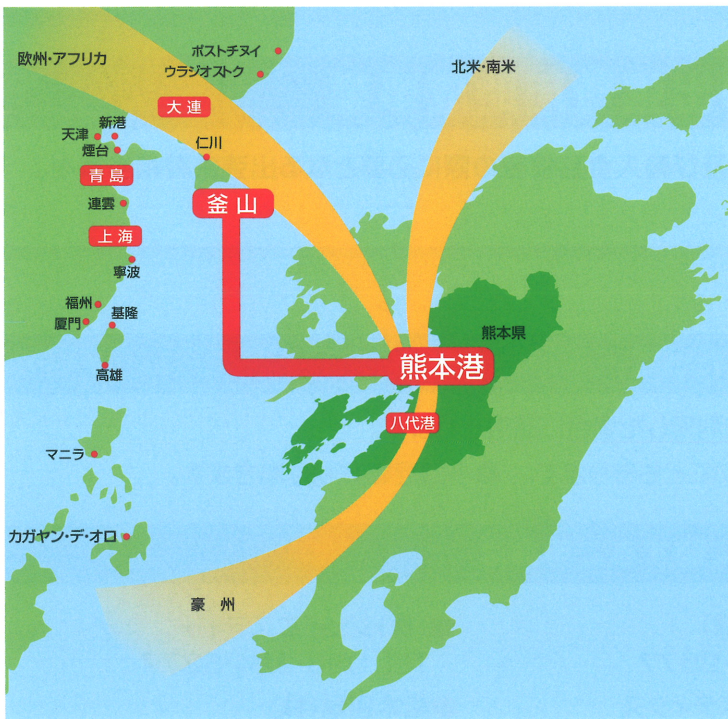 欧州・アフリカ
ボストチヌイ
ウラジオストク
北米・南米
大連
新港
天津
煙台
仁川
青島
釜山
連雲
上海
寧波
福州
基隆
厦門
高雄
熊本県
熊本港
八代港
マニラ
カガヤン・デ・オロ
豪州